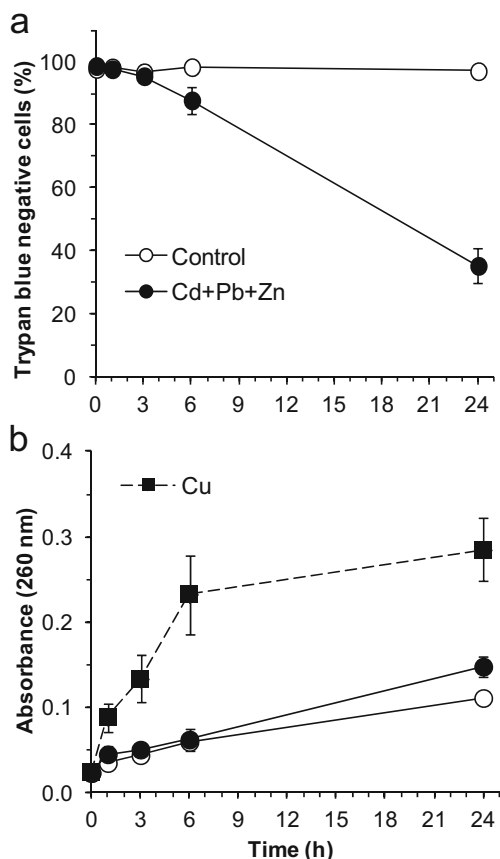 a
Trypan blue negative cells (%)
100
80
60
40
20
0
Control
Cd+Pb+Zn
0 3 6 9 12 15 18 21 24
b
Absorbance (260 nm)
0.4
0.3
0.2
0.1
0.0
Cu
0 3 6 9 12 15 18 21 24
Time (h)